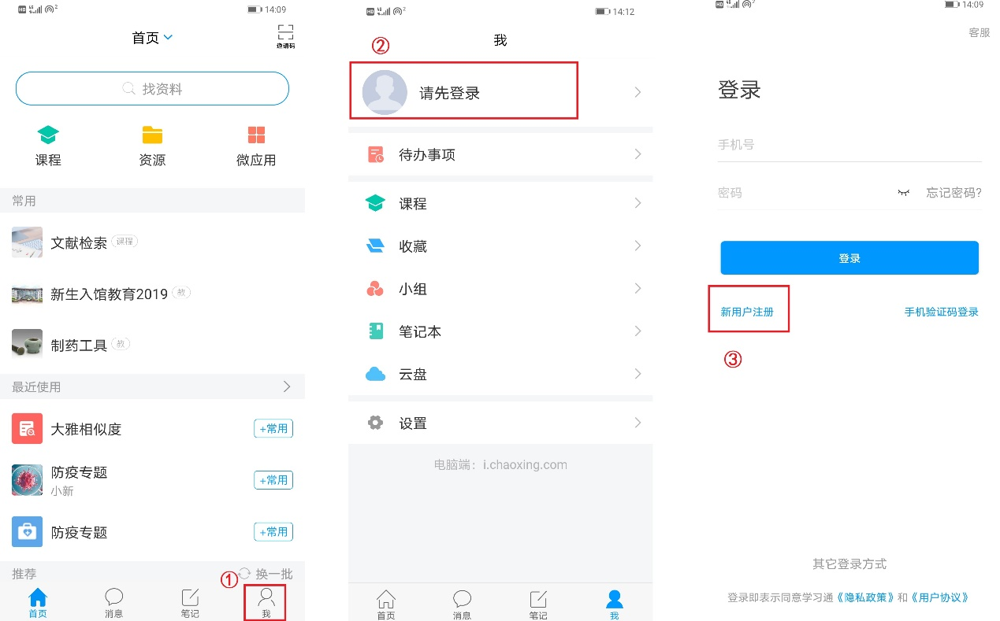 14:09
首页
邀请码
找资料
课程
资源
微应用
常用
文献检索 课程
新生入馆教育2019 教
制药工具 教
最近使用
大雅相似度 +常用
防疫专题 +常用
小新
防疫专题 +常用
推荐 换一批
①
首页 消息 笔记 我
14:12
②
我
请先登录
待办事项
课程
收藏
小组
笔记本
云盘
设置
电脑端：i.chaoxing.com
首页 消息 笔记 我
14:09
客服
登录
手机号
密码 忘记密码?
登录
新用户注册 手机验证码登录
③
其它登录方式
登录即表示同意学习通《隐私政策》和《用户协议》